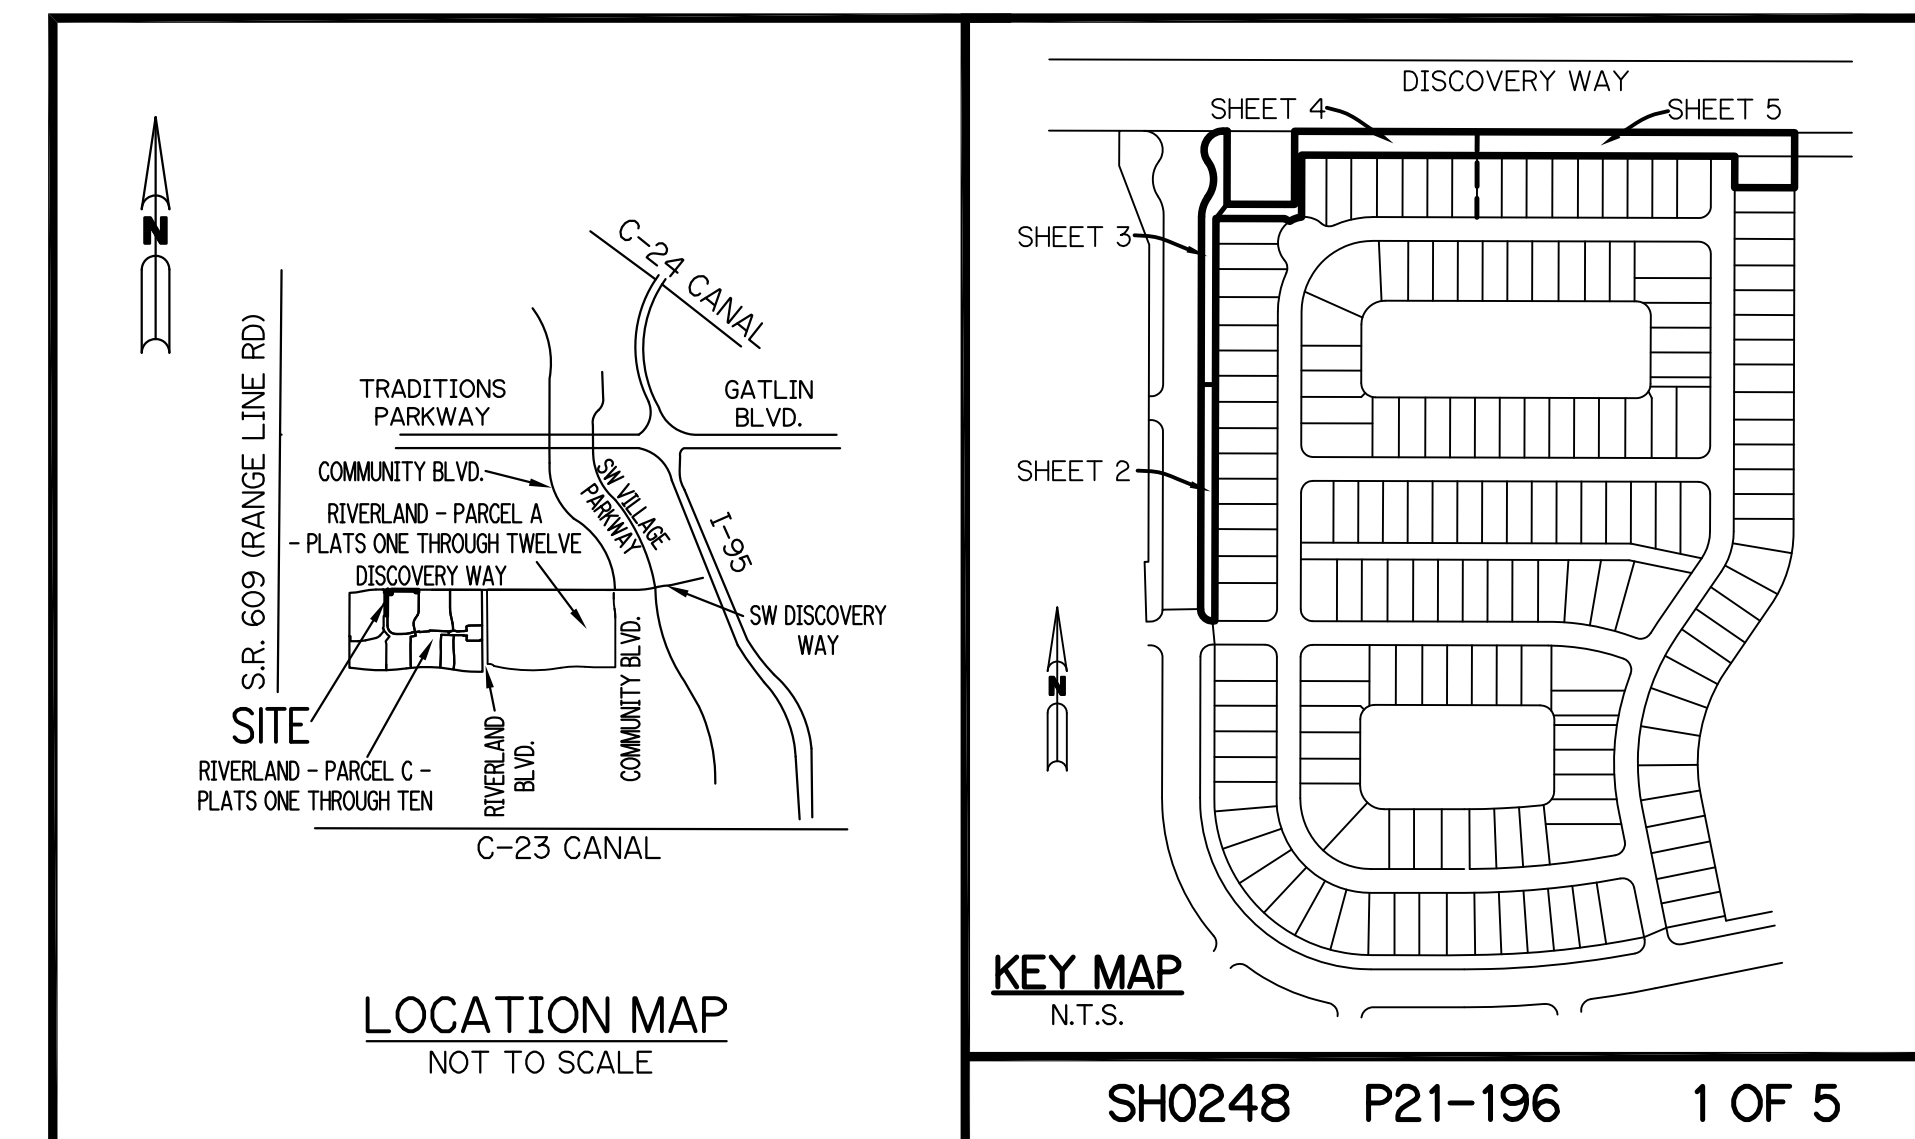 N
C-24 CANAL
S.R. 609 (RANGE LINE RD)
TRADITIONS
PARKWAY
GATLIN
BLVD.
COMMUNITY BLVD.
SW VILLAGE
PARKWAY
RIVERLAND - PARCEL A
- PLATS ONE THROUGH TWELVE
I-95
DISCOVERY WAY
SW DISCOVERY
WAY
COMMUNITY BLVD.
SITE
RIVERLAND
BLVD.
RIVERLAND - PARCEL C -
PLATS ONE THROUGH TEN
C-23 CANAL
LOCATION MAP
NOT TO SCALE
DISCOVERY WAY
SHEET 4
SHEET 5
SHEET 3
SHEET 2
N
KEY MAP
N.T.S.
SH0248 P21-196 1 OF 5